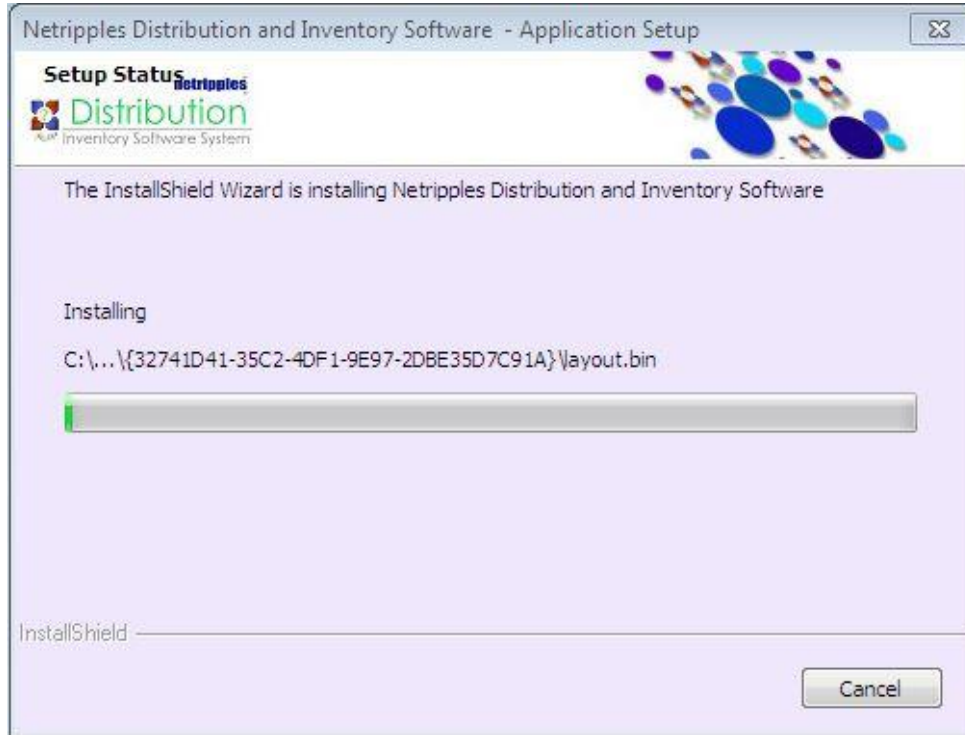 Netripples Distribution and Inventory Software - Application Setup
Setup Status
netripples
Distribution
Inventory Software System
The InstallShield Wizard is installing Netripples Distribution and Inventory Software
Installing
C:\...\{32741D41-35C2-4DF1-9E97-2DBE35D7C91A}\layout.bin
InstallShield
Cancel